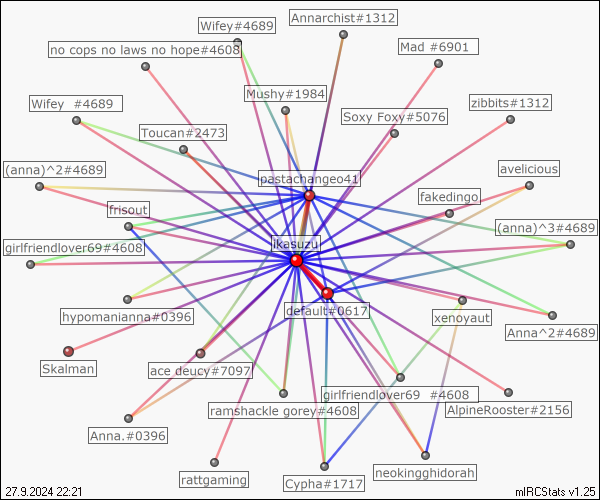 Annarchist#1312
Wifey#4689
no cops no laws no hope#4608
Mad #6901
Mushy#1984
Wifey  #4689
zibbits#1312
Soxy Foxy#5076
Toucan#2473
(anna)^2#4689
pastachangeo41
avelicious
fakedingo
frisout
(anna)^3#4689
girlfriendlover69#4608
ikasuzu
hypomanianna#0396
default#0617
xenoyaut
Anna^2#4689
Skalman
ace deucy#7097
girlfriendlover69  #4608
ramshackle gorey#4608
AlpineRooster#2156
Anna.#0396
rattgaming
Cypha#1717
neokingghidorah
27.9.2024 22:21
mIRCStats v1.25